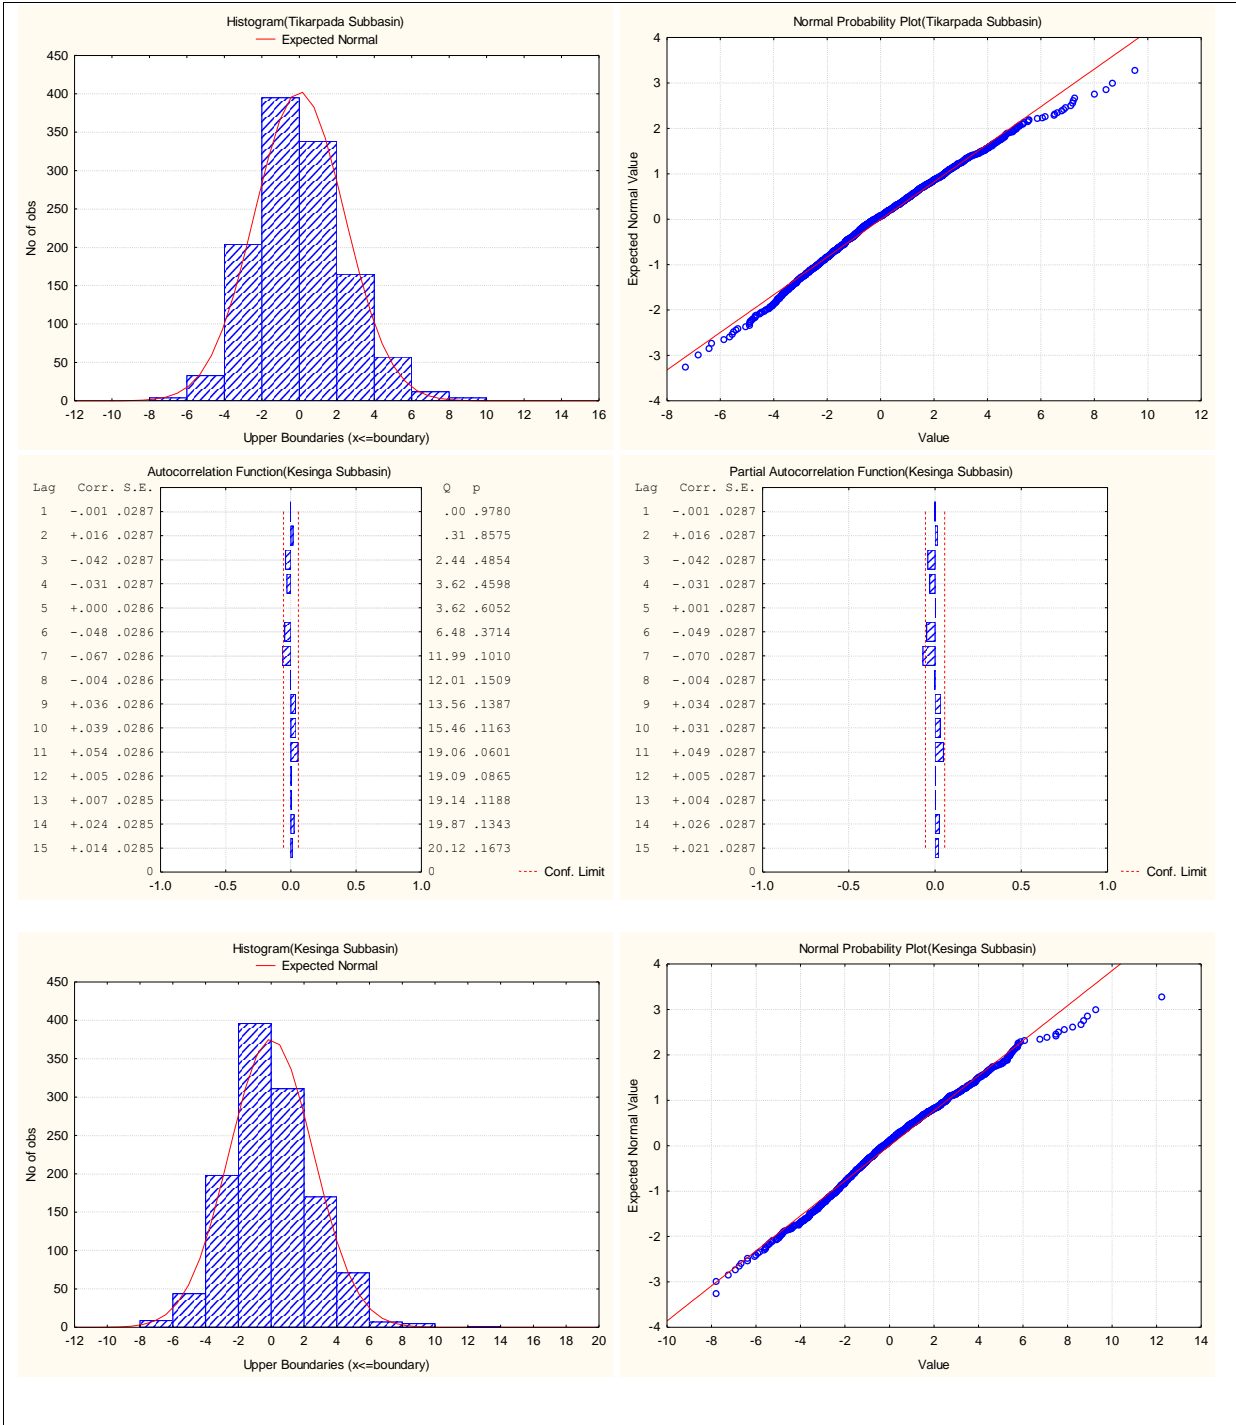 Histogram(Tikarpada Subbasin)
Expected Normal
450
400
350
300
250
200
150
100
50
0
No of obs
-12 -10 -8 -6 -4 -2 0 2 4 6 8 10 12 14 16
Upper Boundaries (x<=boundary)
Normal Probability Plot(Tikarpada Subbasin)
4
3
2
1
0
-1
-2
-3
-4
Expected Normal Value
-8 -6 -4 -2 0 2 4 6 8 10 12
Value
Autocorrelation Function(Kesinga Subbasin)
Lag Corr. S.E. Q p
1 -.001 .0287 .00 .9780
2 +.016 .0287 .31 .8575
3 -.042 .0287 2.44 .4854
4 -.031 .0287 3.62 .4598
5 +.000 .0286 3.62 .6052
6 -.048 .0286 6.48 .3714
7 -.067 .0286 11.99 .1010
8 -.004 .0286 12.01 .1509
9 +.036 .0286 13.56 .1387
10 +.039 .0286 15.46 .1163
11 +.054 .0286 19.06 .0601
12 +.005 .0286 19.09 .0865
13 +.007 .0285 19.14 .1188
14 +.024 .0285 19.87 .1343
15 +.014 .0285 20.12 .1673
0 0
-1.0 -0.5 0.0 0.5 1.0
Conf. Limit
Partial Autocorrelation Function(Kesinga Subbasin)
Lag Corr. S.E.
1 -.001 .0287
2 +.016 .0287
3 -.042 .0287
4 -.031 .0287
5 +.001 .0287
6 -.049 .0287
7 -.070 .0287
8 -.004 .0287
9 +.034 .0287
10 +.031 .0287
11 +.049 .0287
12 +.005 .0287
13 +.004 .0287
14 +.026 .0287
15 +.021 .0287
0
-1.0 -0.5 0.0 0.5 1.0
Conf. Limit
Histogram(Kesinga Subbasin)
Expected Normal
450
400
350
300
250
200
150
100
50
0
No of obs
-12 -10 -8 -6 -4 -2 0 2 4 6 8 10 12 14 16 18 20
Upper Boundaries (x<=boundary)
Normal Probability Plot(Kesinga Subbasin)
4
3
2
1
0
-1
-2
-3
-4
Expected Normal Value
-10 -8 -6 -4 -2 0 2 4 6 8 10 12 14
Value